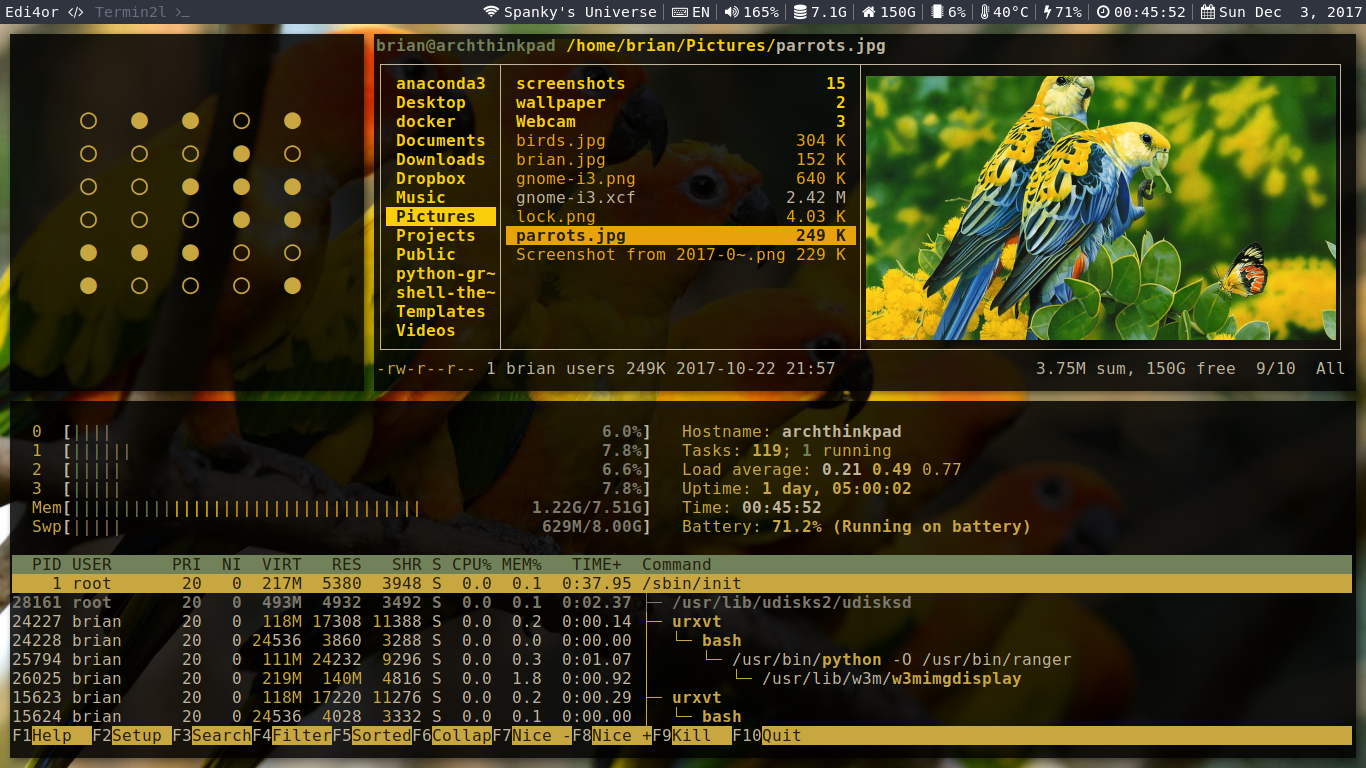 Edi4or </> Termin2l >_ Spanky's Universe EN 165% 7.1G 150G 6% 40°C 71% 00:45:52 Sun Dec 3, 2017
brian@archthinkpad /home/brian/Pictures/parrots.jpg
anaconda3 screenshots 15
Desktop wallpaper 2
docker Webcam 3
Documents birds.jpg 304 K
Downloads brian.jpg 152 K
Dropbox gnome-i3.png 640 K
Music gnome-i3.xcf 2.42 M
Pictures lock.png 4.03 K
Projects parrots.jpg 249 K
Public Screenshot from 2017-0~.png 229 K
python-gr~
shell-the~
Templates
Videos
-rw-r--r-- 1 brian users 249K 2017-10-22 21:57 3.75M sum, 150G free 9/10 All
0 [|||| 6.0%] Hostname: archthinkpad
1 [|||||| 7.8%] Tasks: 119; 1 running
2 [||||| 6.6%] Load average: 0.21 0.49 0.77
3 [||||| 7.8%] Uptime: 1 day, 05:00:02
Mem[||||||||||||||||||||||||||||||||||| 1.22G/7.51G] Time: 00:45:52
Swp[||||| 629M/8.00G] Battery: 71.2% (Running on battery)
PID USER PRI NI VIRT RES SHR S CPU% MEM% TIME+ Command
1 root 20 0 217M 5380 3948 S 0.0 0.1 0:37.95 /sbin/init
28161 root 20 0 493M 4932 3492 S 0.0 0.1 0:02.37 ├─ /usr/lib/udisks2/udisksd
24227 brian 20 0 118M 17308 11388 S 0.0 0.2 0:00.14 ├─ urxvt
24228 brian 20 0 24536 3860 3288 S 0.0 0.0 0:00.00 │ └─ bash
25794 brian 20 0 111M 24232 9296 S 0.0 0.3 0:01.07 │ └─ /usr/bin/python -O /usr/bin/ranger
26025 brian 20 0 219M 140M 4816 S 0.0 1.8 0:00.92 │ └─ /usr/lib/w3m/w3mimgdisplay
15623 brian 20 0 118M 17220 11276 S 0.0 0.2 0:00.29 ├─ urxvt
15624 brian 20 0 24536 4028 3332 S 0.0 0.1 0:00.00 │ └─ bash
F1Help F2Setup F3SearchF4FilterF5SortedF6CollapF7Nice -F8Nice +F9Kill F10Quit